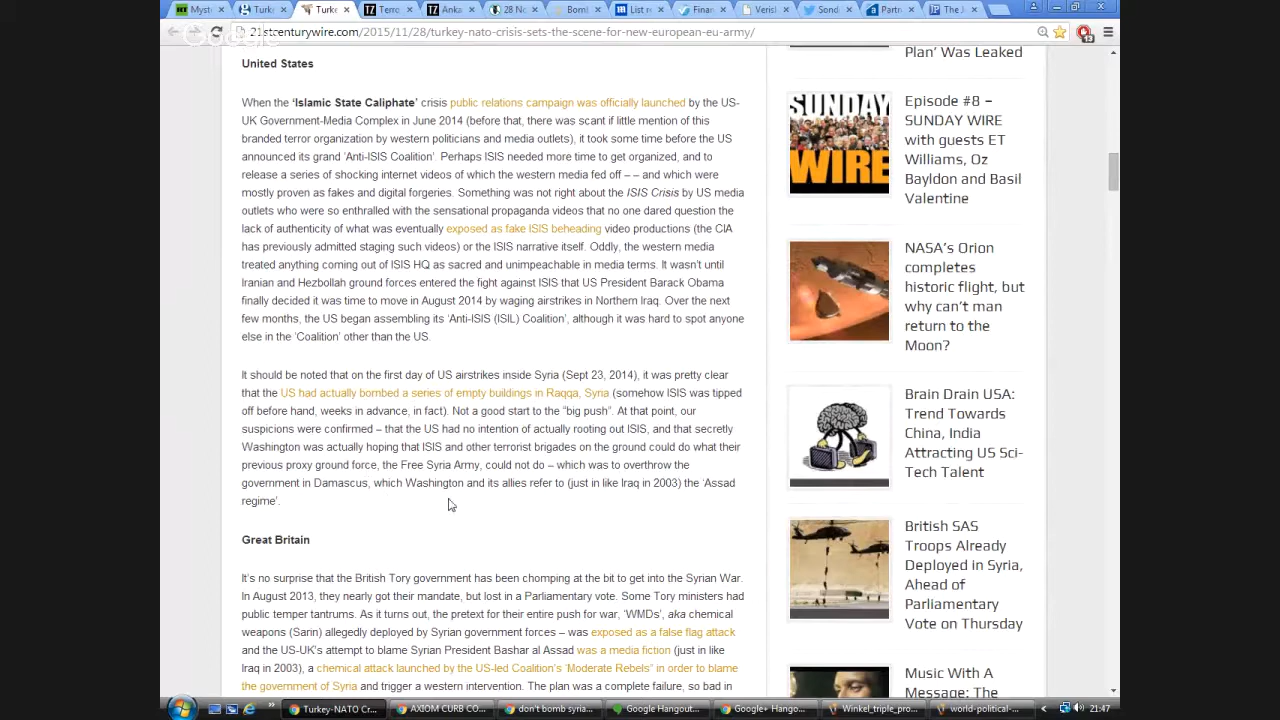 Myste
Turke
Turke
Terro
Anka
28 No
Bomb
List re
Finan
Verisl
Sonda
Partn
The J
21stcenturywire.com/2015/11/28/turkey-nato-crisis-sets-the-scene-for-new-european-eu-army/
Google
United States
When the ‘Islamic State Caliphate’ crisis public relations campaign was officially launched by the US-
UK Government-Media Complex in June 2014 (before that, there was scant if little mention of this
branded terror organization by western politicians and media outlets), it took some time before the US
announced its grand ‘Anti-ISIS Coalition’. Perhaps ISIS needed more time to get organized, and to
release a series of shocking internet videos of which the western media fed off – – and which were
mostly proven as fakes and digital forgeries. Something was not right about the ISIS Crisis by US media
outlets who were so enthralled with the sensational propaganda videos that no one dared question the
lack of authenticity of what was eventually exposed as fake ISIS beheading video productions (the CIA
has previously admitted staging such videos) or the ISIS narrative itself. Oddly, the western media
treated anything coming out of ISIS HQ as sacred and unimpeachable in media terms. It wasn’t until
Iranian and Hezbollah ground forces entered the fight against ISIS that US President Barack Obama
finally decided it was time to move in August 2014 by waging airstrikes in Northern Iraq. Over the next
few months, the US began assembling its ‘Anti-ISIS (ISIL) Coalition’, although it was hard to spot anyone
else in the ‘Coalition’ other than the US.
It should be noted that on the first day of US airstrikes inside Syria (Sept 23, 2014), it was pretty clear
that the US had actually bombed a series of empty buildings in Raqqa, Syria (somehow ISIS was tipped
off before hand, weeks in advance, in fact). Not a good start to the “big push”. At that point, our
suspicions were confirmed – that the US had no intention of actually rooting out ISIS, and that secretly
Washington was actually hoping that ISIS and other terrorist brigades on the ground could do what their
previous proxy ground force, the Free Syria Army, could not do – which was to overthrow the
government in Damascus, which Washington and its allies refer to (just in like Iraq in 2003) the ‘Assad
regime’.
Great Britain
It’s no surprise that the British Tory government has been chomping at the bit to get into the Syrian War.
In August 2013, they nearly got their mandate, but lost in a Parliamentary vote. Some Tory ministers had
public temper tantrums. As it turns out, the pretext for their entire push for war, ‘WMDs’, aka chemical
weapons (Sarin) allegedly deployed by Syrian government forces – was exposed as a false flag attack
and the US-UK’s attempt to blame Syrian President Bashar al Assad was a media fiction (just in like
Iraq in 2003), a chemical attack launched by the US-led Coalition’s ‘Moderate Rebels” in order to blame
the government of Syria and trigger a western intervention. The plan was a complete failure, so bad in
Plan’ Was Leaked
SUNDAY
WIRE
Episode #8 –
SUNDAY WIRE
with guests ET
Williams, Oz
Bayldon and Basil
Valentine
NASA’s Orion
completes
historic flight, but
why can’t man
return to the
Moon?
Brain Drain USA:
Trend Towards
China, India
Attracting US Sci-
Tech Talent
British SAS
Troops Already
Deployed in Syria,
Ahead of
Parliamentary
Vote on Thursday
Music With A
Message: The
Turkey-NATO Cr...
AXIOM CURB CO...
don't bomb syria...
Google Hangout...
Google+ Hango...
Winkel_triple_pro...
world-political-...
21:47